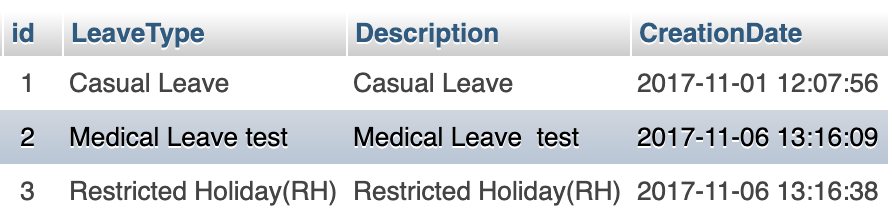 id LeaveType Description CreationDate
1 Casual Leave Casual Leave 2017-11-01 12:07:56
2 Medical Leave test Medical Leave  test 2017-11-06 13:16:09
3 Restricted Holiday(RH) Restricted Holiday(RH) 2017-11-06 13:16:38